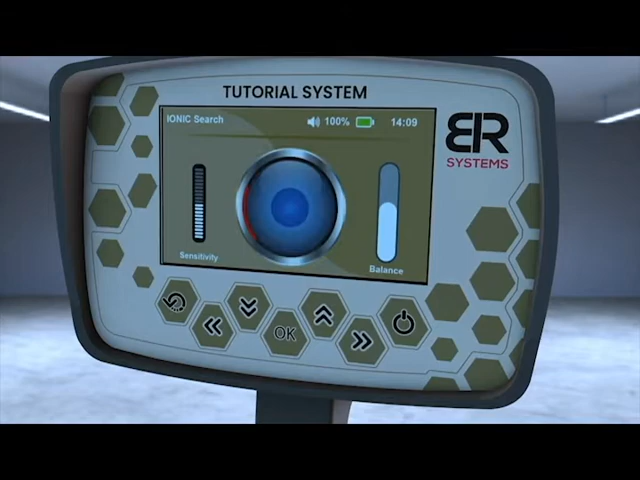 TUTORIAL SYSTEM
IONIC Search 100% 14:09
ER
SYSTEMS
Sensitivity
Balance
OK